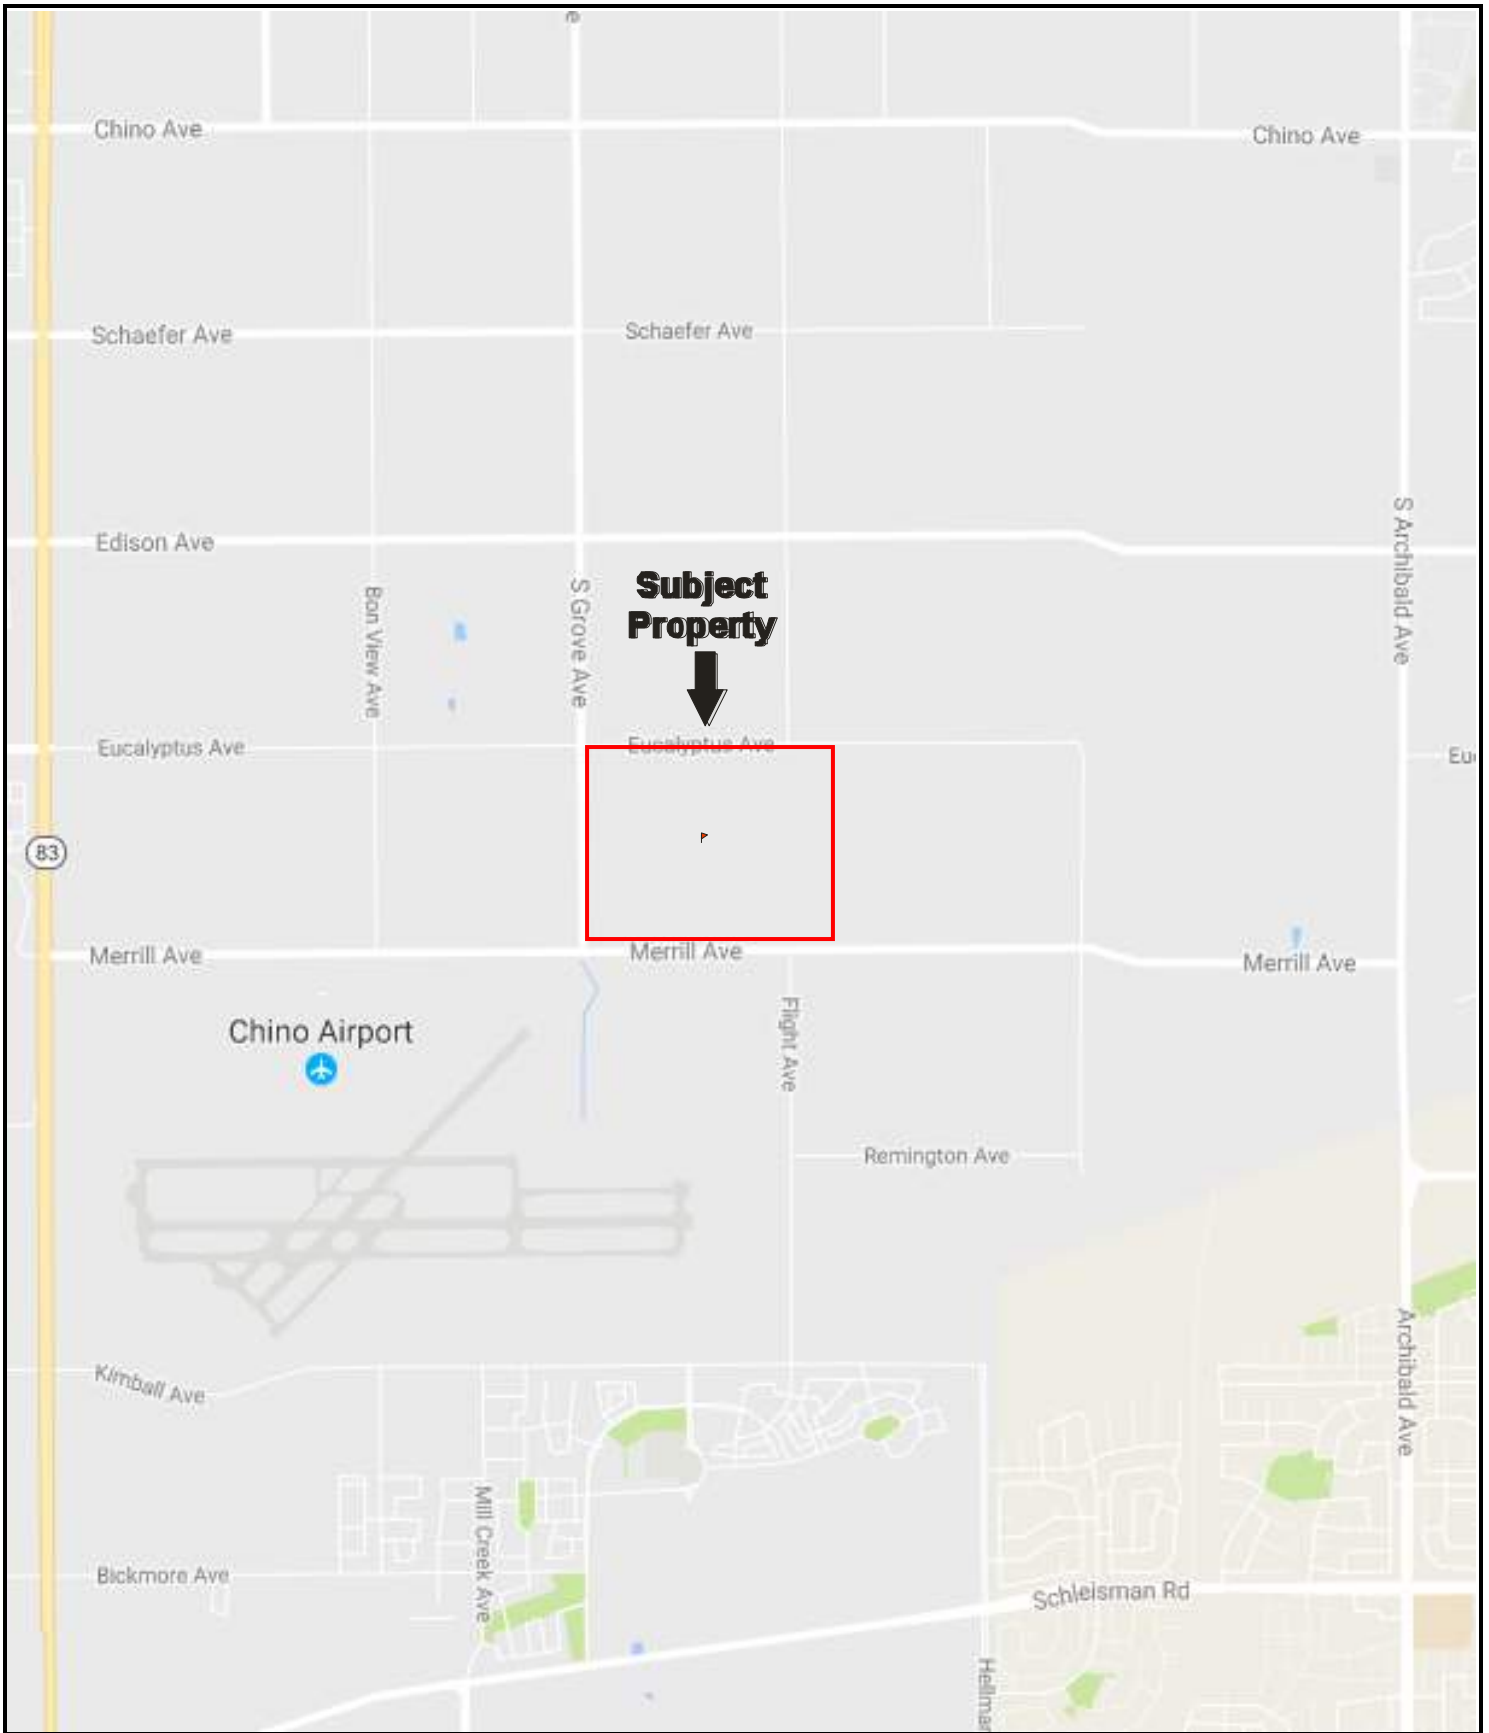 e
Chino Ave
Chino Ave
Schaefer Ave
Schaefer Ave
S Archibald Ave
Edison Ave
Subject
Property
Bon View Ave
S Grove Ave
Eucalyptus Ave
Eucalyptus Ave
Eu
83
Merrill Ave
Merrill Ave
Merrill Ave
Chino Airport
Flight Ave
Remington Ave
Archibald Ave
Kimball Ave
Mill Creek Ave
Bickmore Ave
Schleisman Rd
Hellma